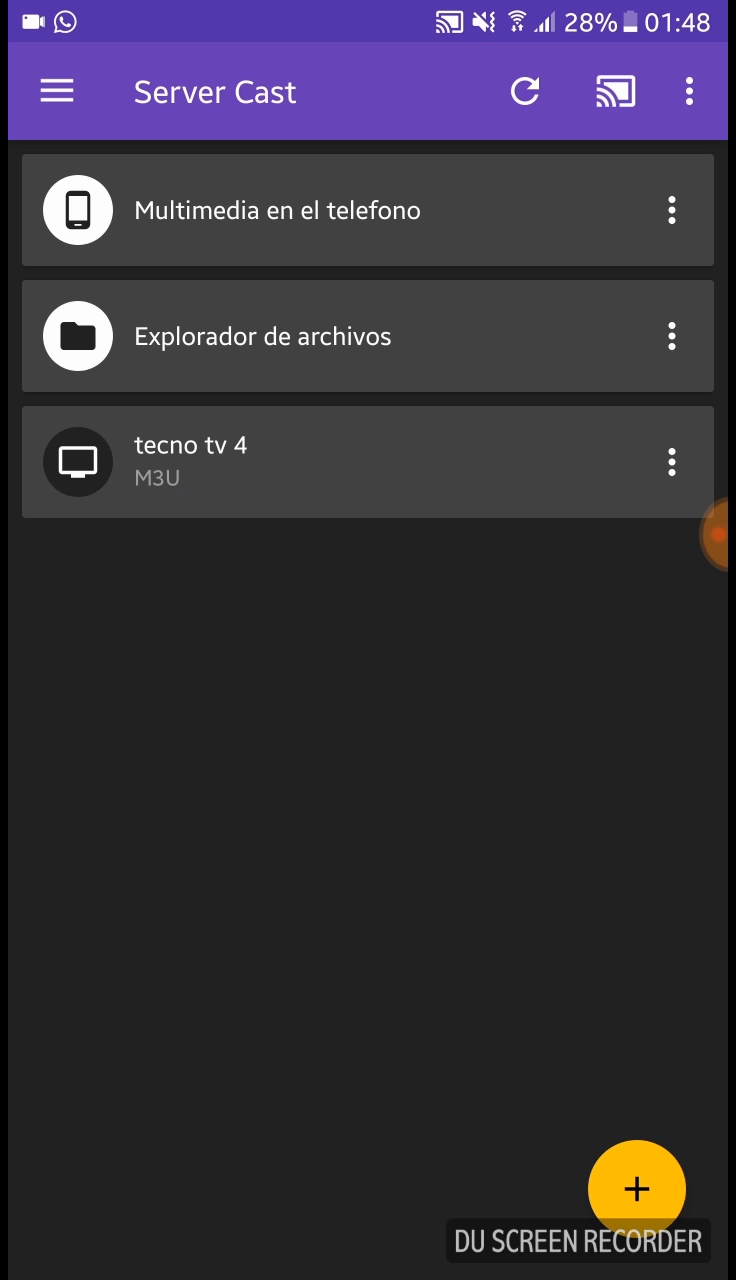 28% 01:48
Server Cast
Multimedia en el telefono
Explorador de archivos
tecno tv 4
M3U
DU SCREEN RECORDER